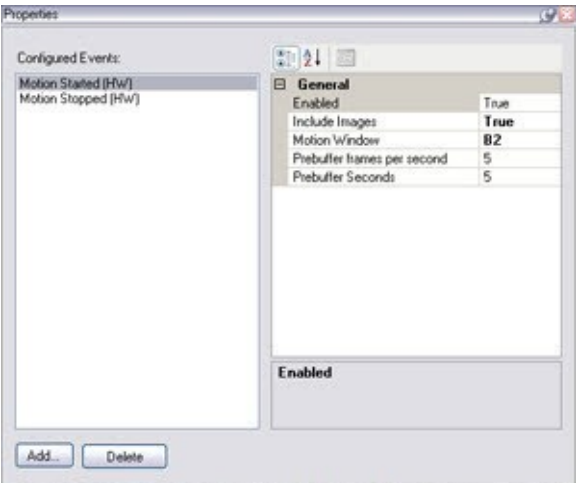 Properties
Configured Events:
Motion Started (HW)
Motion Stopped (HW)
General
Enabled True
Include Images True
Motion Window B2
Prebuffer frames per second 5
Prebuffer Seconds 5
Enabled
Add... Delete